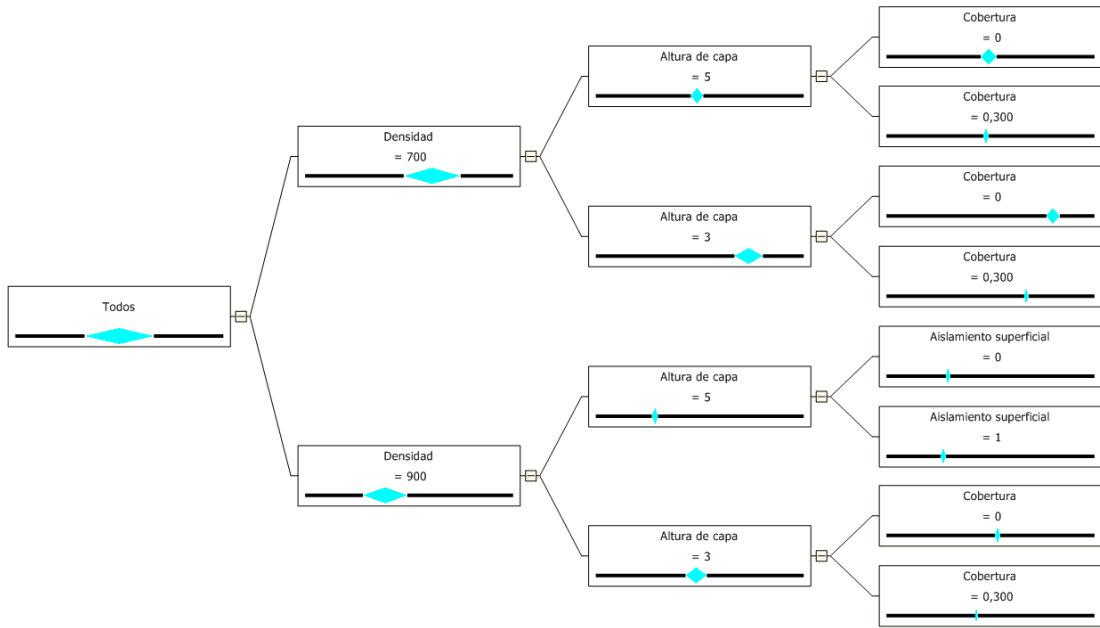 Cobertura
= 0
Altura de capa
= 5
Cobertura
= 0,300
Densidad
= 700
Cobertura
= 0
Altura de capa
= 3
Cobertura
= 0,300
Todos
Aislamiento superficial
= 0
Altura de capa
= 5
Aislamiento superficial
= 1
Densidad
= 900
Cobertura
= 0
Altura de capa
= 3
Cobertura
= 0,300